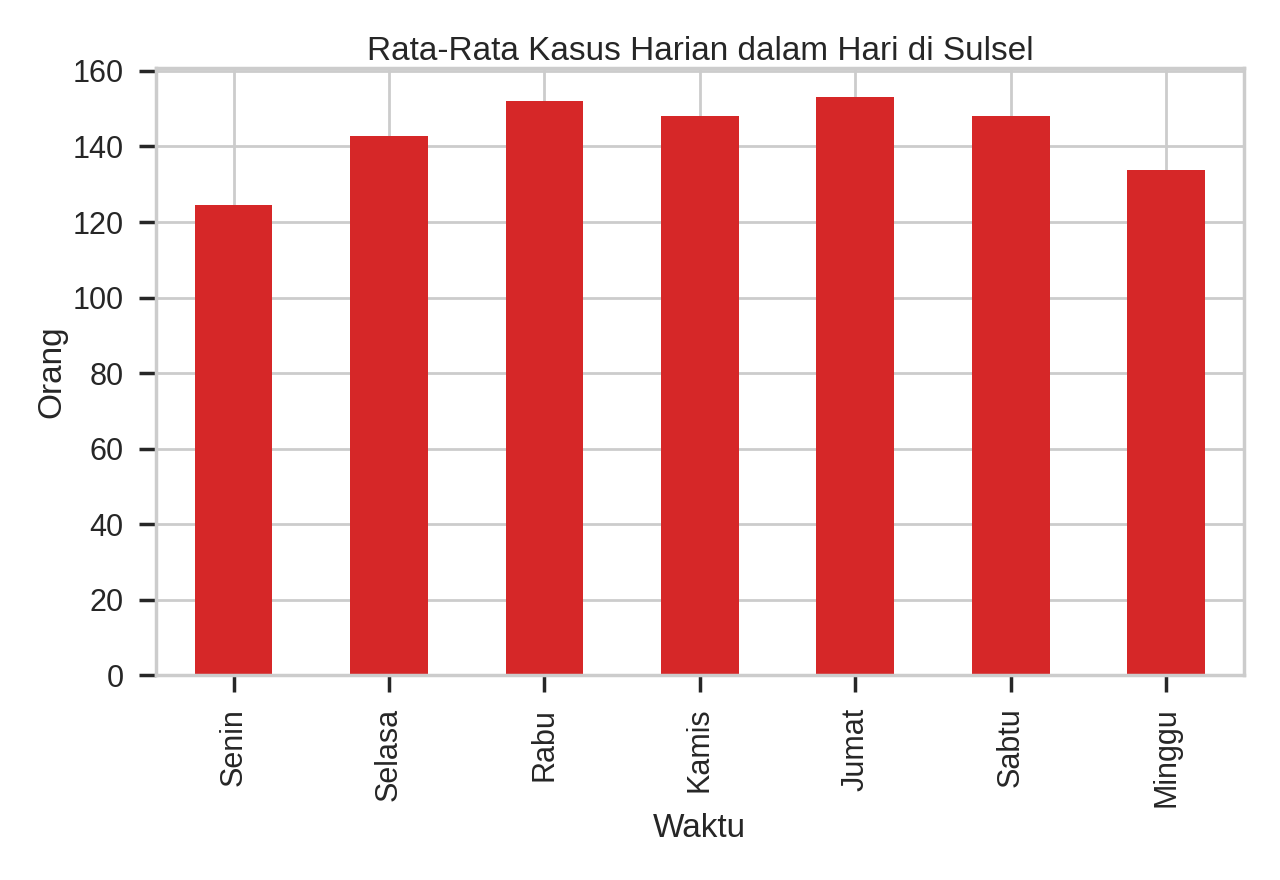 Rata-Rata Kasus Harian dalam Hari di Sulsel
160
140
120
100
80
60
40
20
0
Orang
Senin
Selasa
Rabu
Kamis
Jumat
Sabtu
Minggu
Waktu